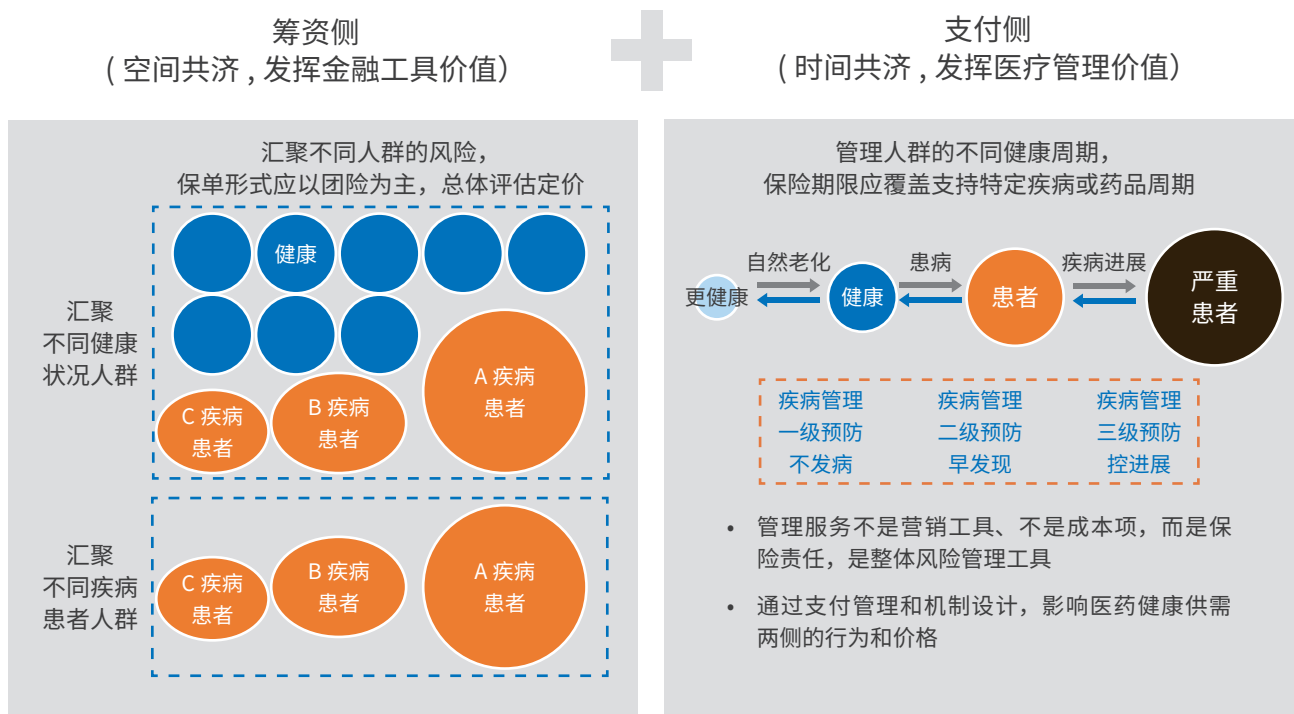 筹资侧
( 空间共济 , 发挥金融工具价值）
支付侧
( 时间共济 , 发挥医疗管理价值）
汇聚不同人群的风险，
保单形式应以团险为主，总体评估定价
汇聚
不同健康
状况人群
健康
A 疾病
患者
B 疾病
患者
C 疾病
患者
汇聚
不同疾病
患者人群
C 疾病
患者
B 疾病
患者
A 疾病
患者
管理人群的不同健康周期，
保险期限应覆盖支持特定疾病或药品周期
更健康
自然老化
健康
患病
患者
疾病进展
严重
患者
疾病管理
一级预防
不发病
疾病管理
二级预防
早发现
疾病管理
三级预防
控进展
• 管理服务不是营销工具、不是成本项，而是保
险责任，是整体风险管理工具
• 通过支付管理和机制设计，影响医药健康供需
两侧的行为和价格